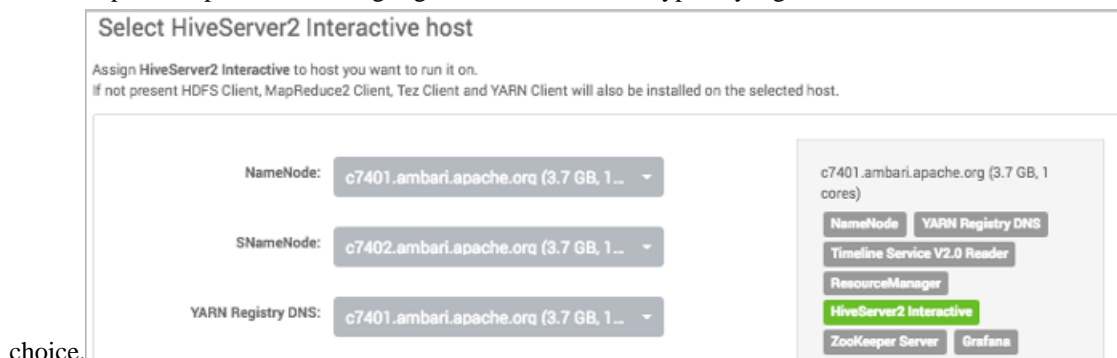 Select HiveServer2 Interactive host
Assign HiveServer2 Interactive to host you want to run it on.
If not present HDFS Client, MapReduce2 Client, Tez Client and YARN Client will also be installed on the selected host.
NameNode: c7401.ambari.apache.org (3.7 GB, 1...
SNameNode: c7402.ambari.apache.org (3.7 GB, 1...
YARN Registry DNS: c7401.ambari.apache.org (3.7 GB, 1...
c7401.ambari.apache.org (3.7 GB, 1
cores)
NameNode YARN Registry DNS
Timeline Service V2.0 Reader
ResourceManager
HiveServer2 Interactive
ZooKeeper Server Grafana
choice.